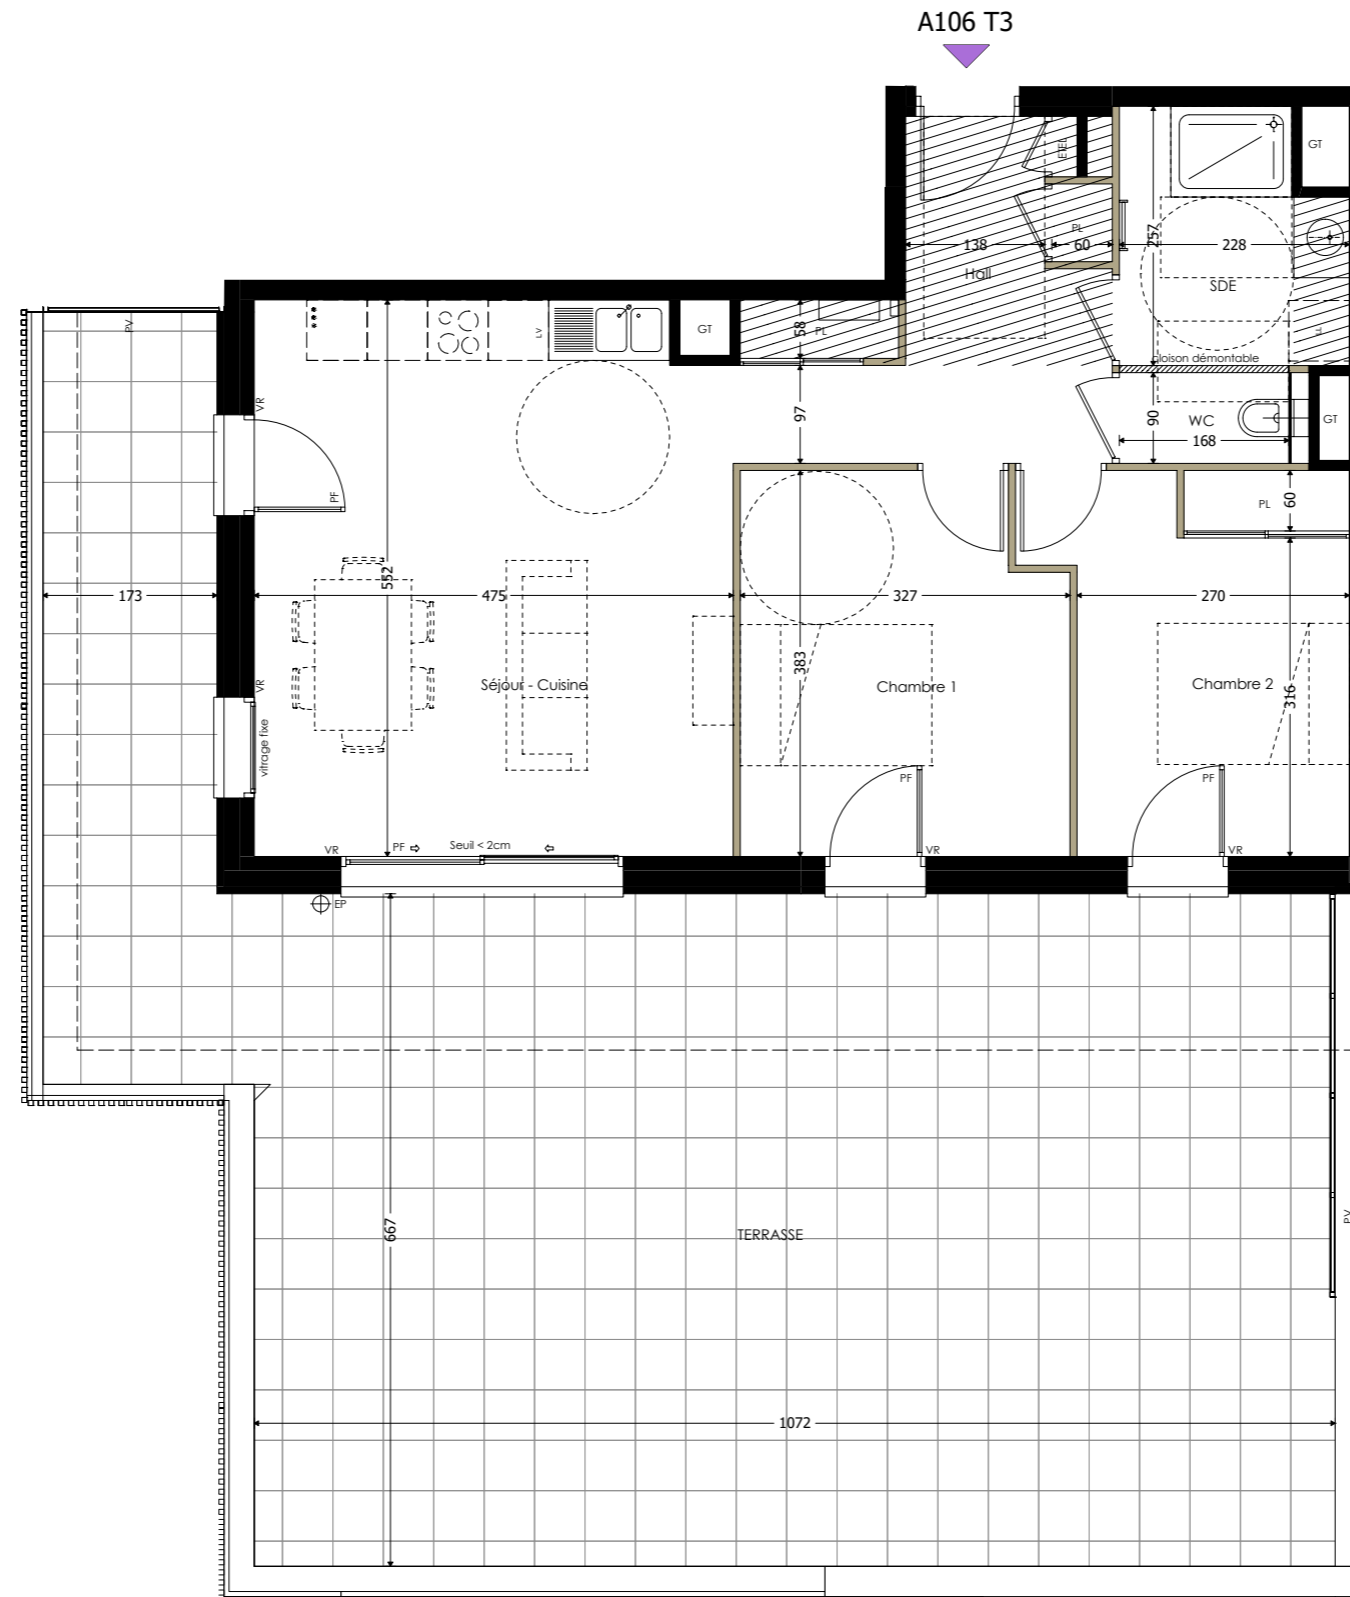 A106 T3
GT
ETEL
PL
138
60
257
228
Hall
SDE
PV
LV
GT
58
PL
TL
cloison démontable
VR
97
90
WC
168
GT
PF
PL
60
552
173
475
327
270
383
316
Séjour - Cuisine
Chambre 1
Chambre 2
VR
vitrage fixe
PF
PF
VR
PF
Seuil < 2cm
VR
VR
EP
667
TERRASSE
PV
1072